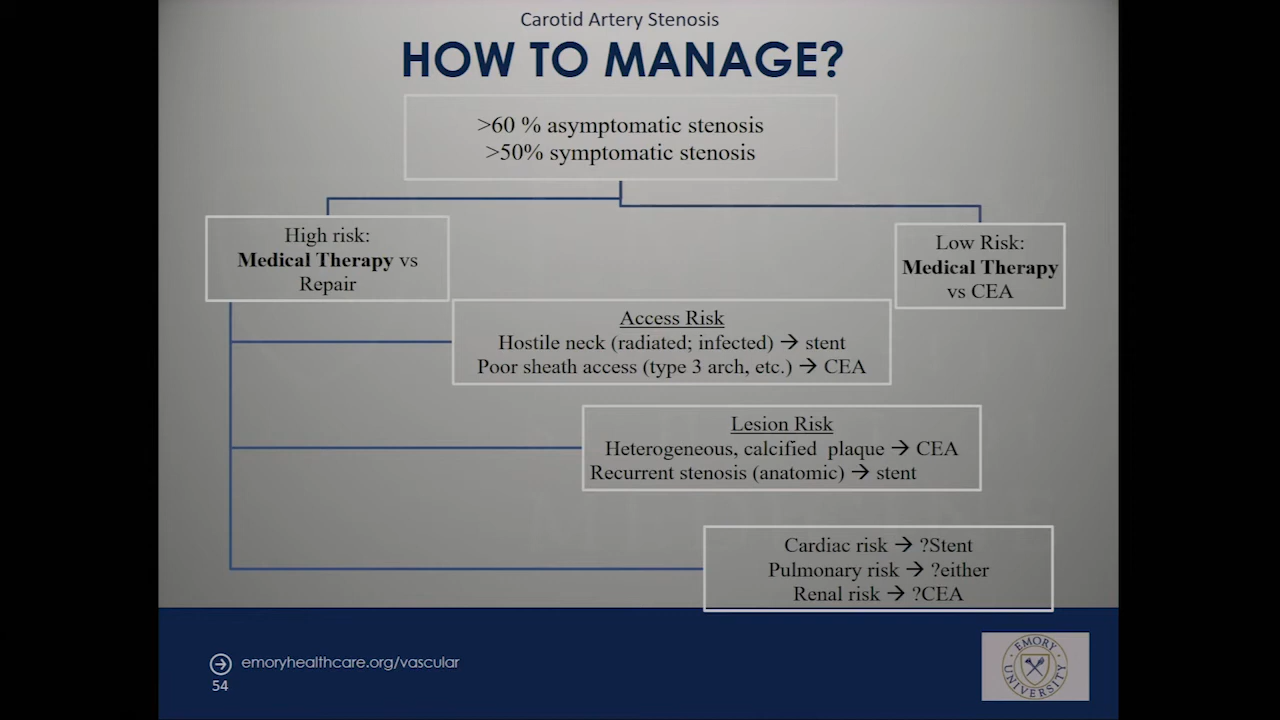 Carotid Artery Stenosis
HOW TO MANAGE?
>60 % asymptomatic stenosis
>50% symptomatic stenosis
High risk:
Medical Therapy vs
Repair
Low Risk:
Medical Therapy
vs CEA
Access Risk
Hostile neck (radiated; infected) → stent
Poor sheath access (type 3 arch, etc.) → CEA
Lesion Risk
Heterogeneous, calcified plaque → CEA
Recurrent stenosis (anatomic) → stent
Cardiac risk → ?Stent
Pulmonary risk → ?either
Renal risk → ?CEA
emoryhealthcare.org/vascular
54
EMORY
UNIVERSITY